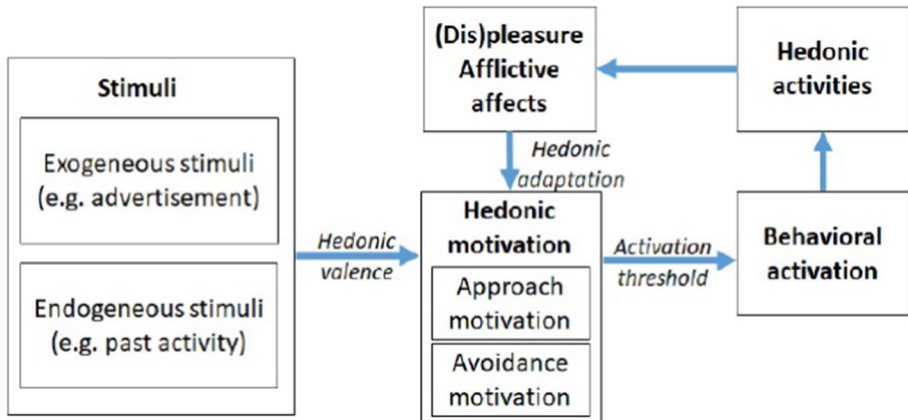 Stimuli
Exogeneous stimuli
(e.g. advertisement)
Endogeneous stimuli
(e.g. past activity)
Hedonic
valence
(Dis)pleasure
Afflictive
affects
Hedonic
adaptation
Hedonic
motivation
Approach
motivation
Avoidance
motivation
Activation
threshold
Behavioral
activation
Hedonic
activities